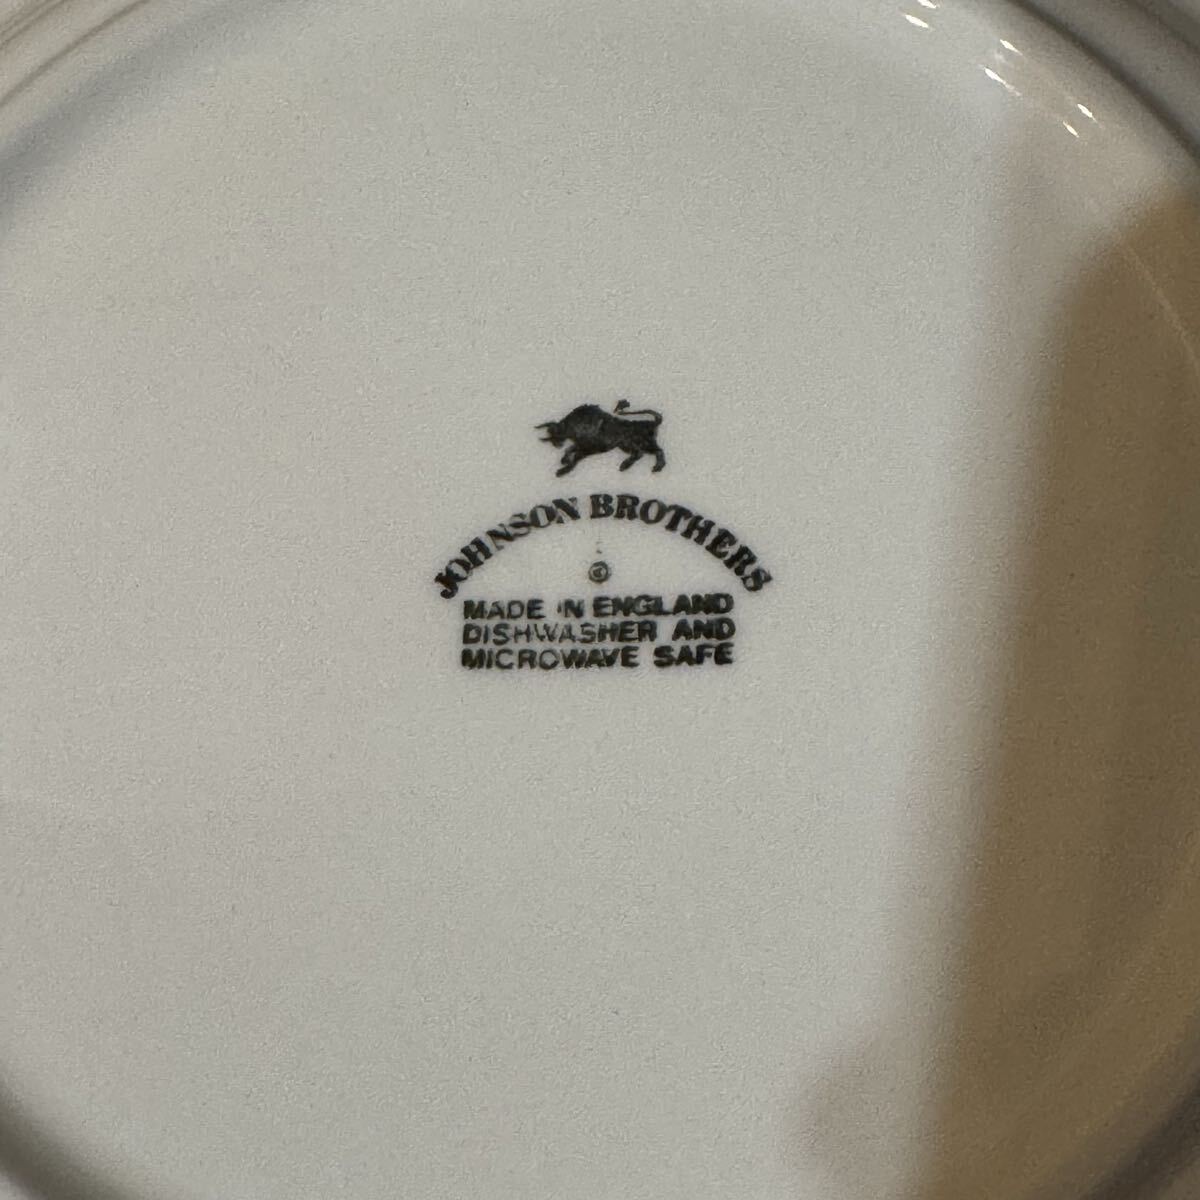 JOHNSON BROTHERS
©
MADE IN ENGLAND
DISHWASHER AND
MICROWAVE SAFE